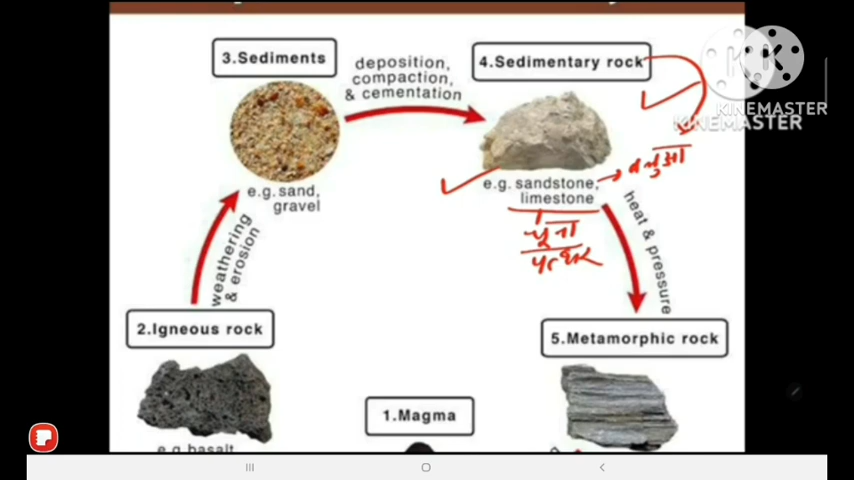 3.Sediments
deposition,
compaction,
& cementation
4.Sedimentary rock
KINEMASTER
KINEMASTER
e.g. sand,
gravel
e.g. sandstone,
limestone
बलुआ
चूना
पत्थर
weathering
& erosion
heat & pressure
2.Igneous rock
5.Metamorphic rock
1.Magma
e.g.basalt